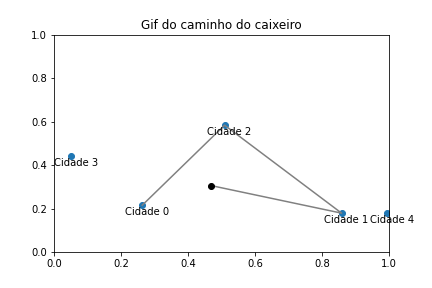 Gif do caminho do caixeiro
1.0
0.8
0.6
0.4
0.2
0.0
Cidade 2
Cidade 3
Cidade 0
Cidade 1
Cidade 4
0.0 0.2 0.4 0.6 0.8 1.0